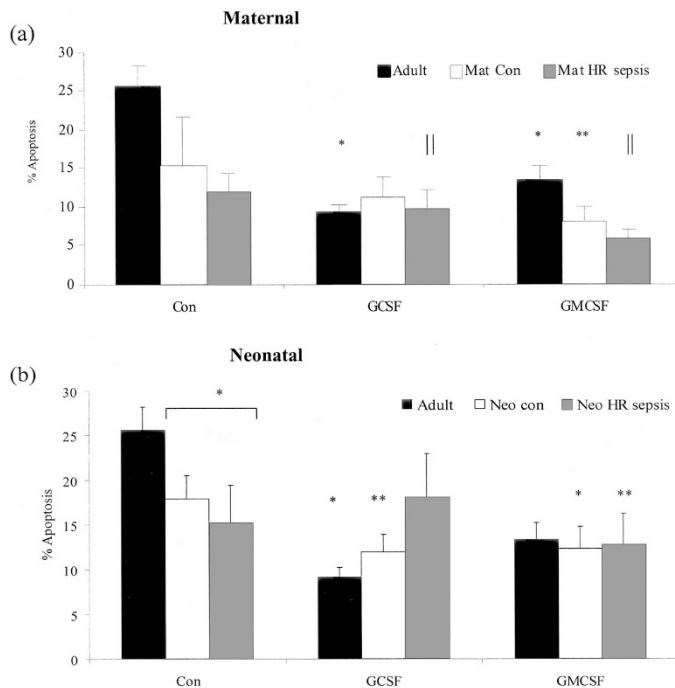 Maternal
(a)
30
25
20
15
10
5
0
% Apoptosis
Adult Mat Con Mat HR sepsis
* || * ** ||
Con GCSF GMCSF
Neonatal
(b)
30
25
20
15
10
5
0
% Apoptosis
Adult Neo con Neo HR sepsis
*
* ** * **
Con GCSF GMCSF